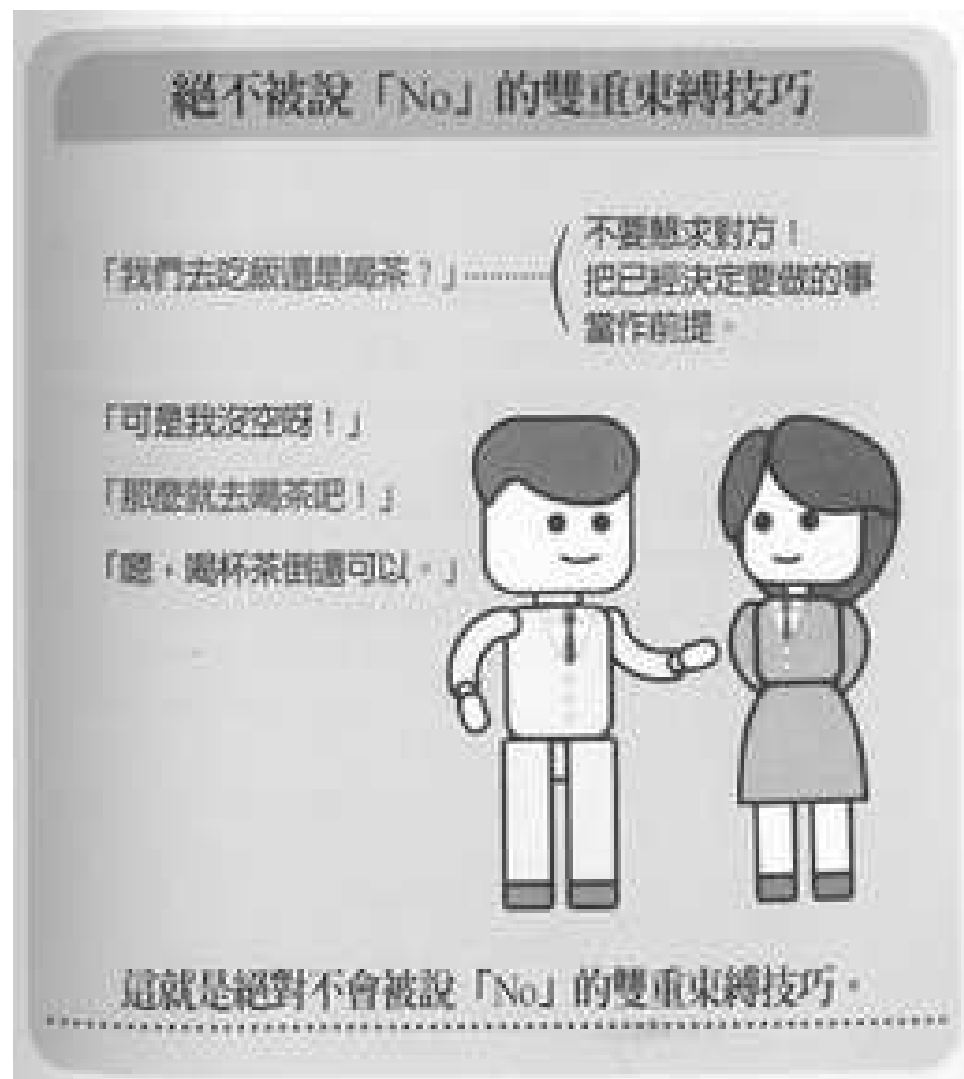 絕不被說「No」的雙重束縛技巧
「我們去吃飯還是喝茶？」
不要懇求對方！
把已經決定要做的事
當作前提。
「可是我沒空呀！」
「那麼就去喝茶吧！」
「嗯，喝杯茶倒還可以。」
這就是絕對不會被說「No」的雙重束縛技巧。